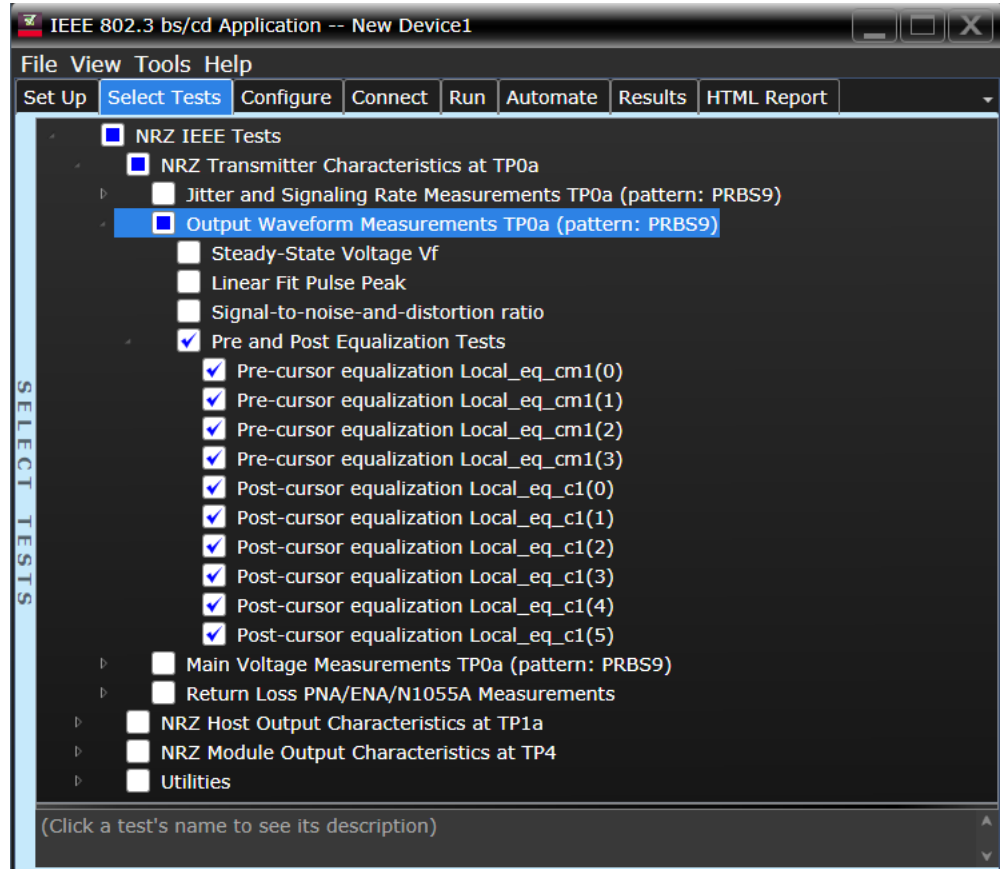 IEEE 802.3 bs/cd Application -- New Device1
File View Tools Help
Set Up Select Tests Configure Connect Run Automate Results HTML Report
NRZ IEEE Tests
NRZ Transmitter Characteristics at TP0a
Jitter and Signaling Rate Measurements TP0a (pattern: PRBS9)
Output Waveform Measurements TP0a (pattern: PRBS9)
Steady-State Voltage Vf
Linear Fit Pulse Peak
Signal-to-noise-and-distortion ratio
Pre and Post Equalization Tests
Pre-cursor equalization Local_eq_cm1(0)
Pre-cursor equalization Local_eq_cm1(1)
Pre-cursor equalization Local_eq_cm1(2)
Pre-cursor equalization Local_eq_cm1(3)
Post-cursor equalization Local_eq_c1(0)
Post-cursor equalization Local_eq_c1(1)
Post-cursor equalization Local_eq_c1(2)
Post-cursor equalization Local_eq_c1(3)
Post-cursor equalization Local_eq_c1(4)
Post-cursor equalization Local_eq_c1(5)
Main Voltage Measurements TP0a (pattern: PRBS9)
Return Loss PNA/ENA/N1055A Measurements
NRZ Host Output Characteristics at TP1a
NRZ Module Output Characteristics at TP4
Utilities
SELECT TESTS
(Click a test's name to see its description)